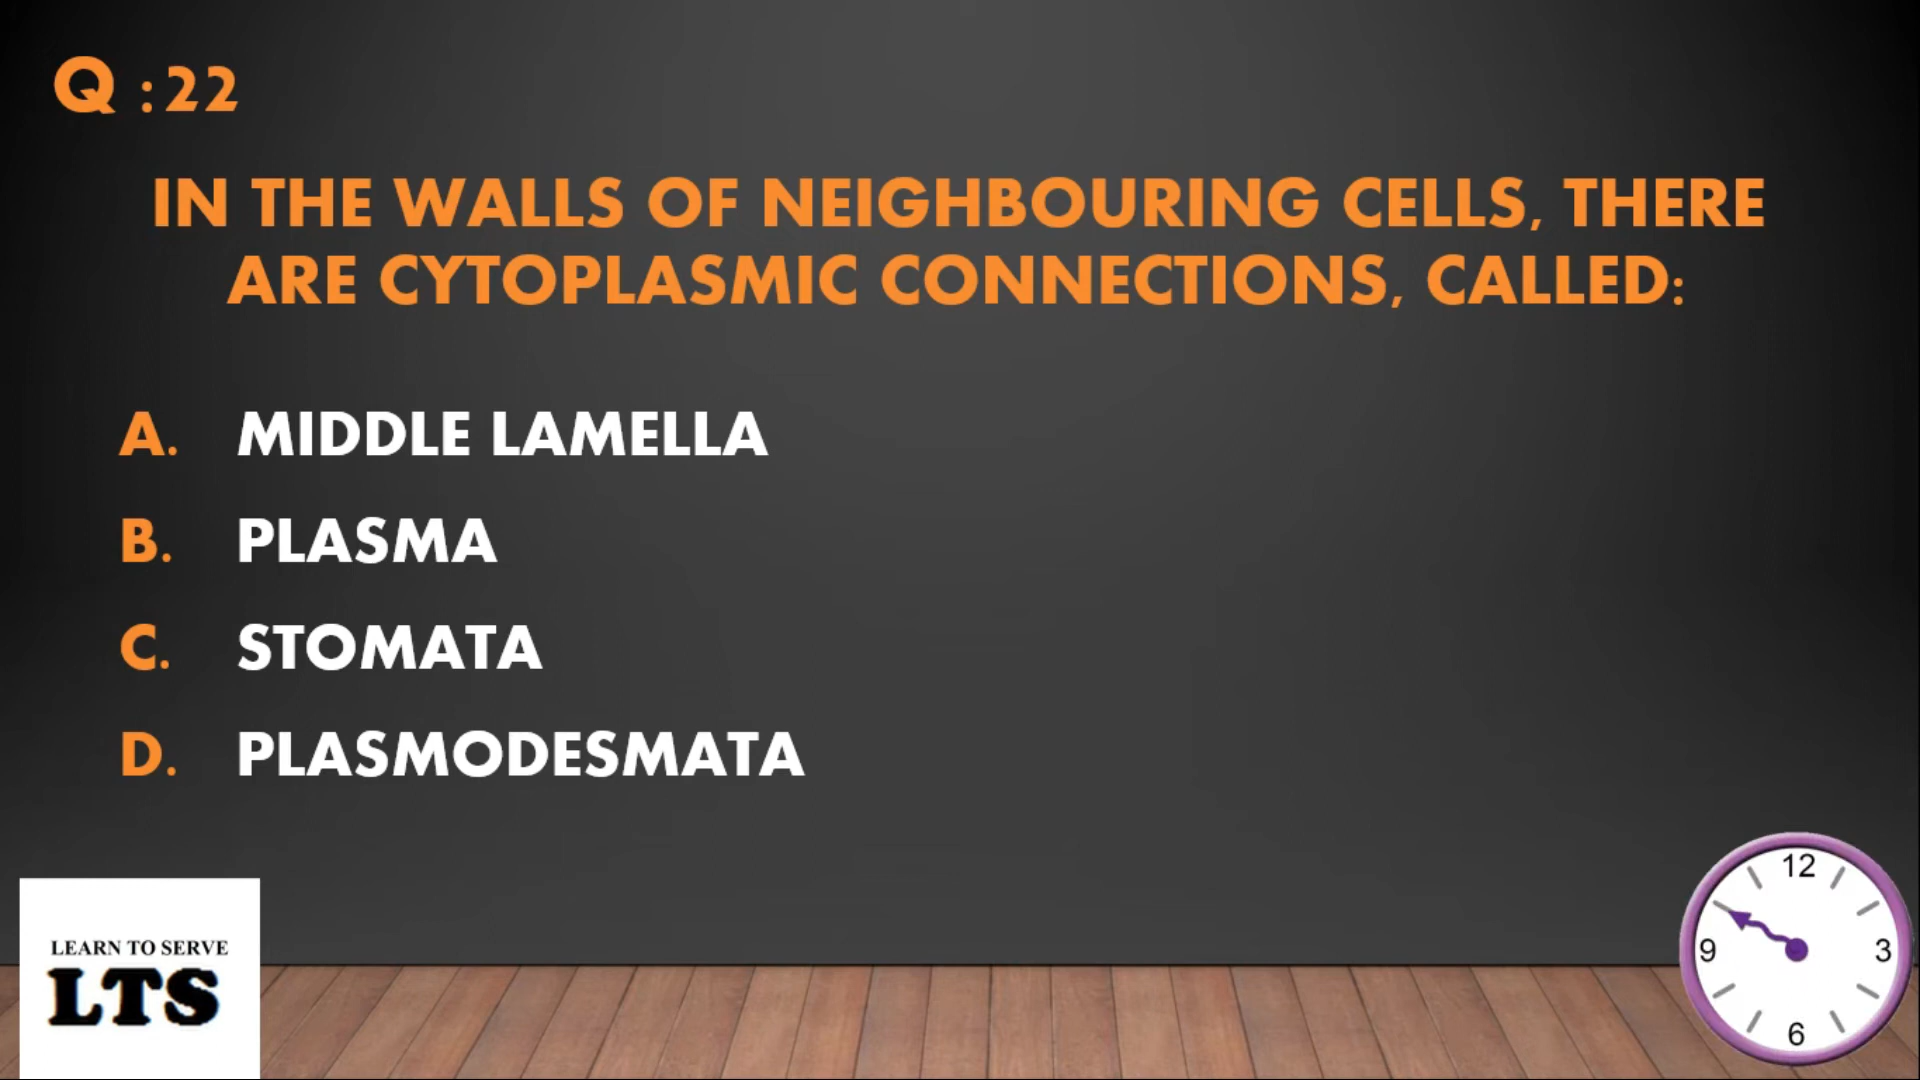 Q :22
IN THE WALLS OF NEIGHBOURING CELLS, THERE
ARE CYTOPLASMIC CONNECTIONS, CALLED:
A. MIDDLE LAMELLA
B. PLASMA
C. STOMATA
D. PLASMODESMATA
LEARN TO SERVE
LTS
12
9
3
6